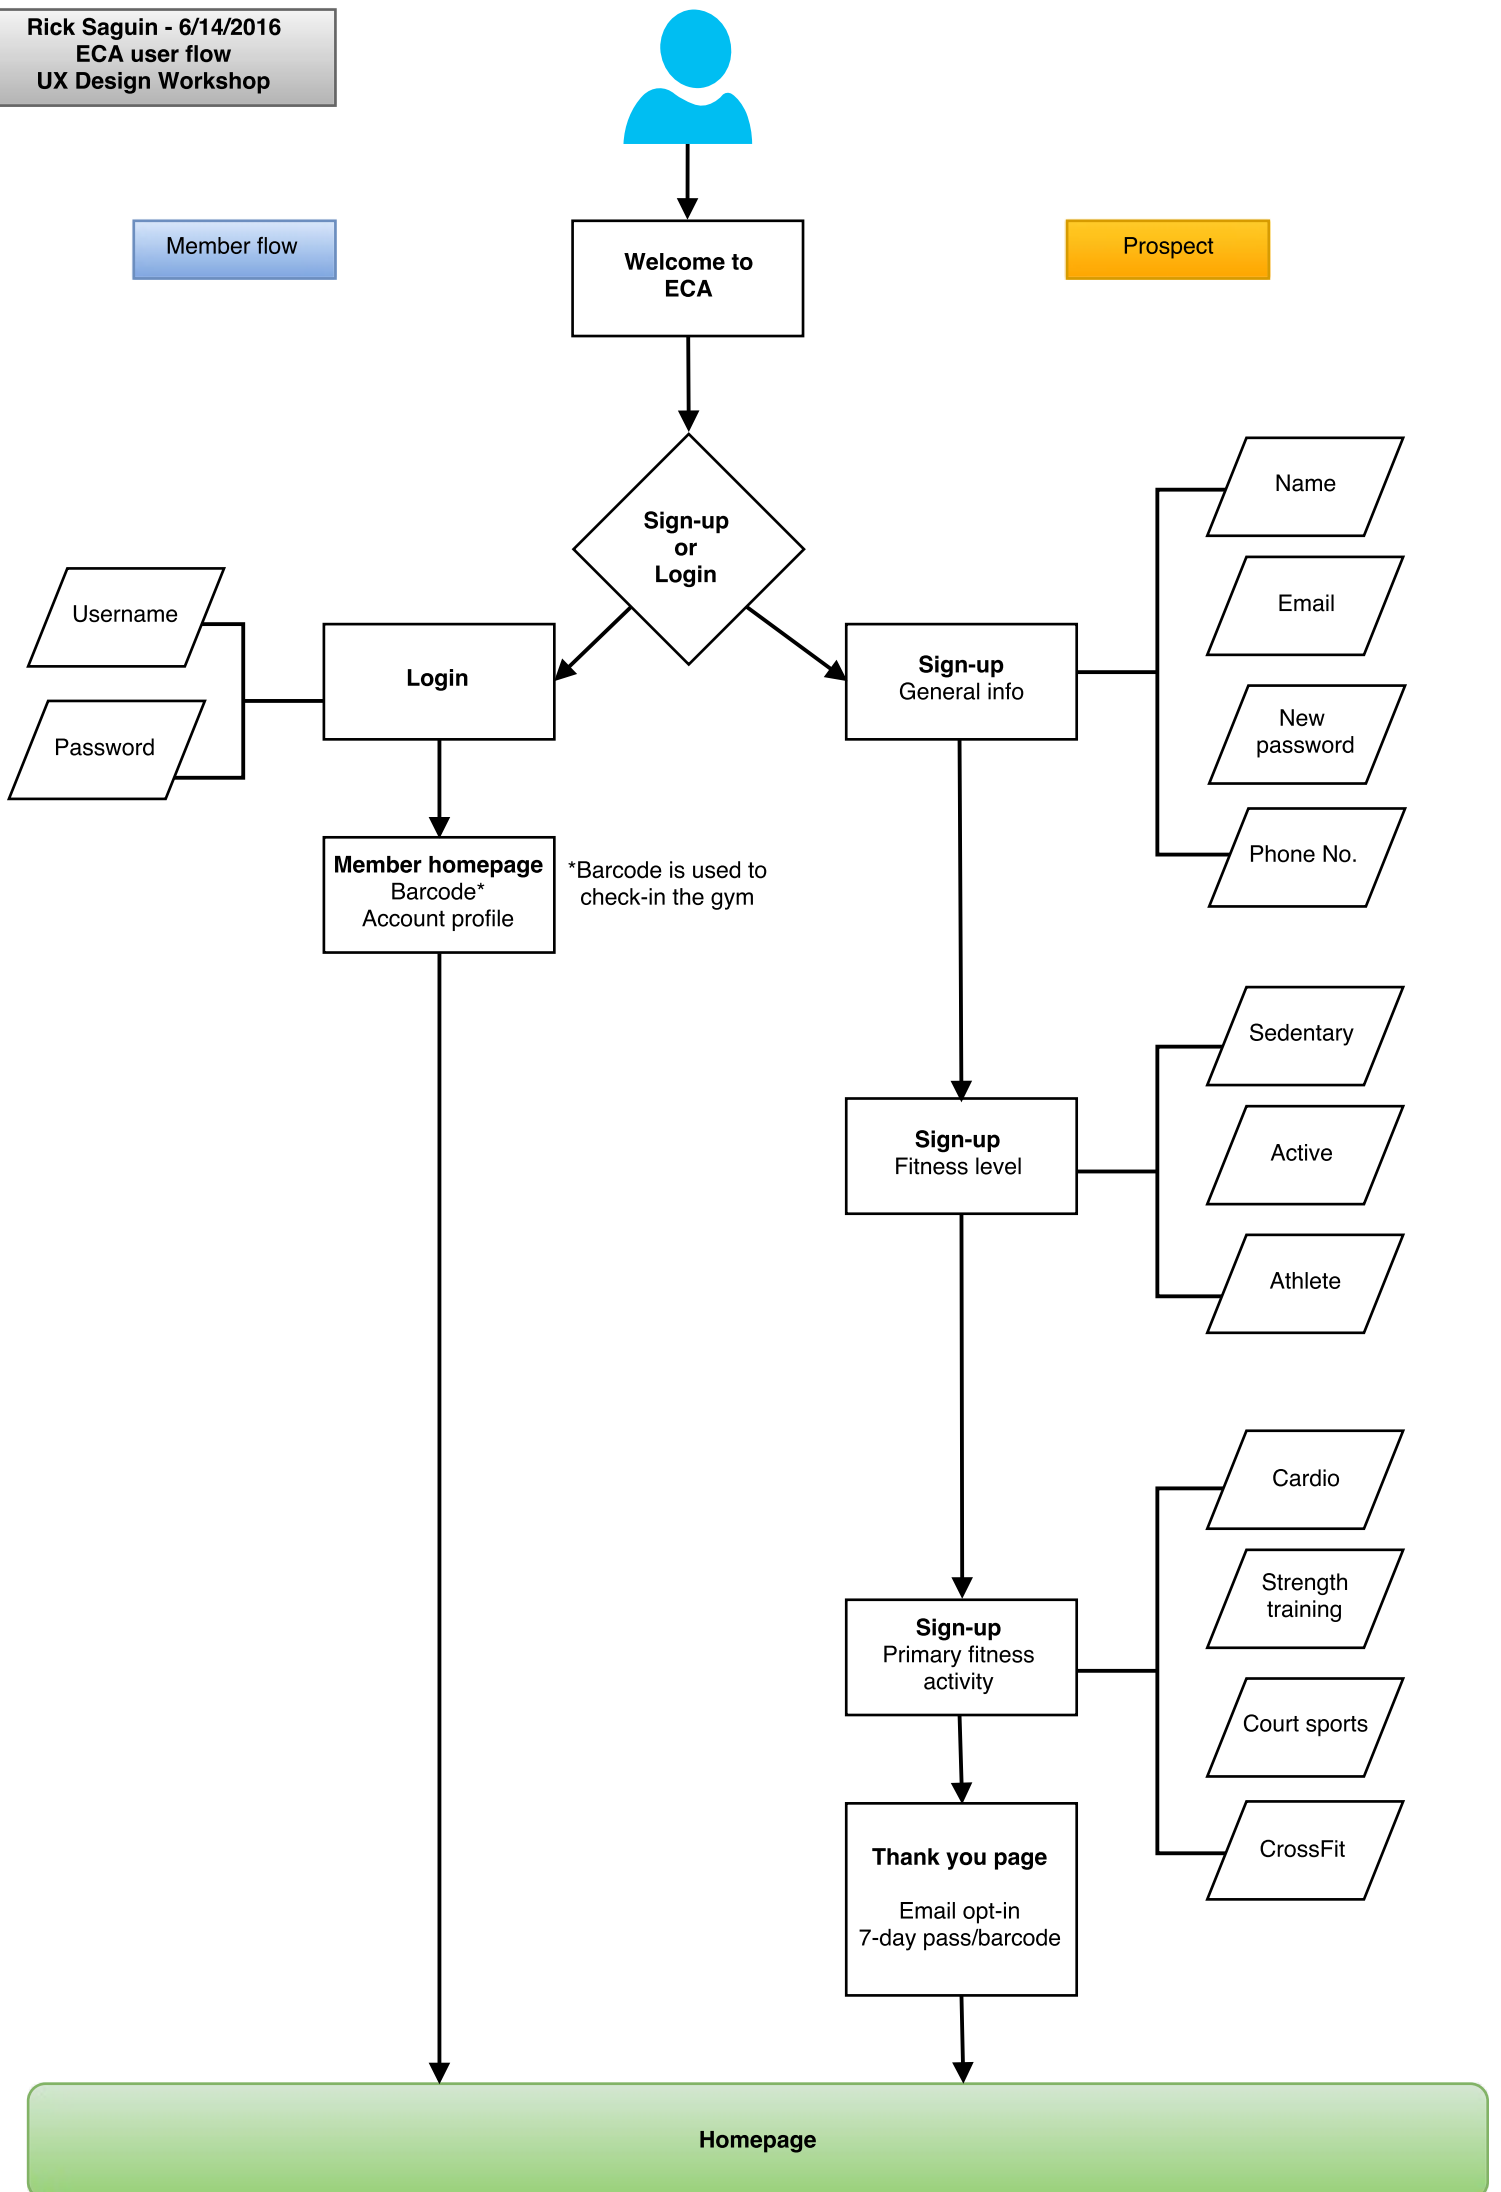 Rick Saguin - 6/14/2016
ECA user flow
UX Design Workshop
Member flow
Welcome to
ECA
Prospect
Sign-up
or
Login
Username
Password
Login
Member homepage
Barcode*
Account profile
*Barcode is used to
check-in the gym
Sign-up
General info
Name
Email
New
password
Phone No.
Sign-up
Fitness level
Sedentary
Active
Athlete
Sign-up
Primary fitness
activity
Cardio
Strength
training
Court sports
CrossFit
Thank you page
Email opt-in
7-day pass/barcode
Homepage